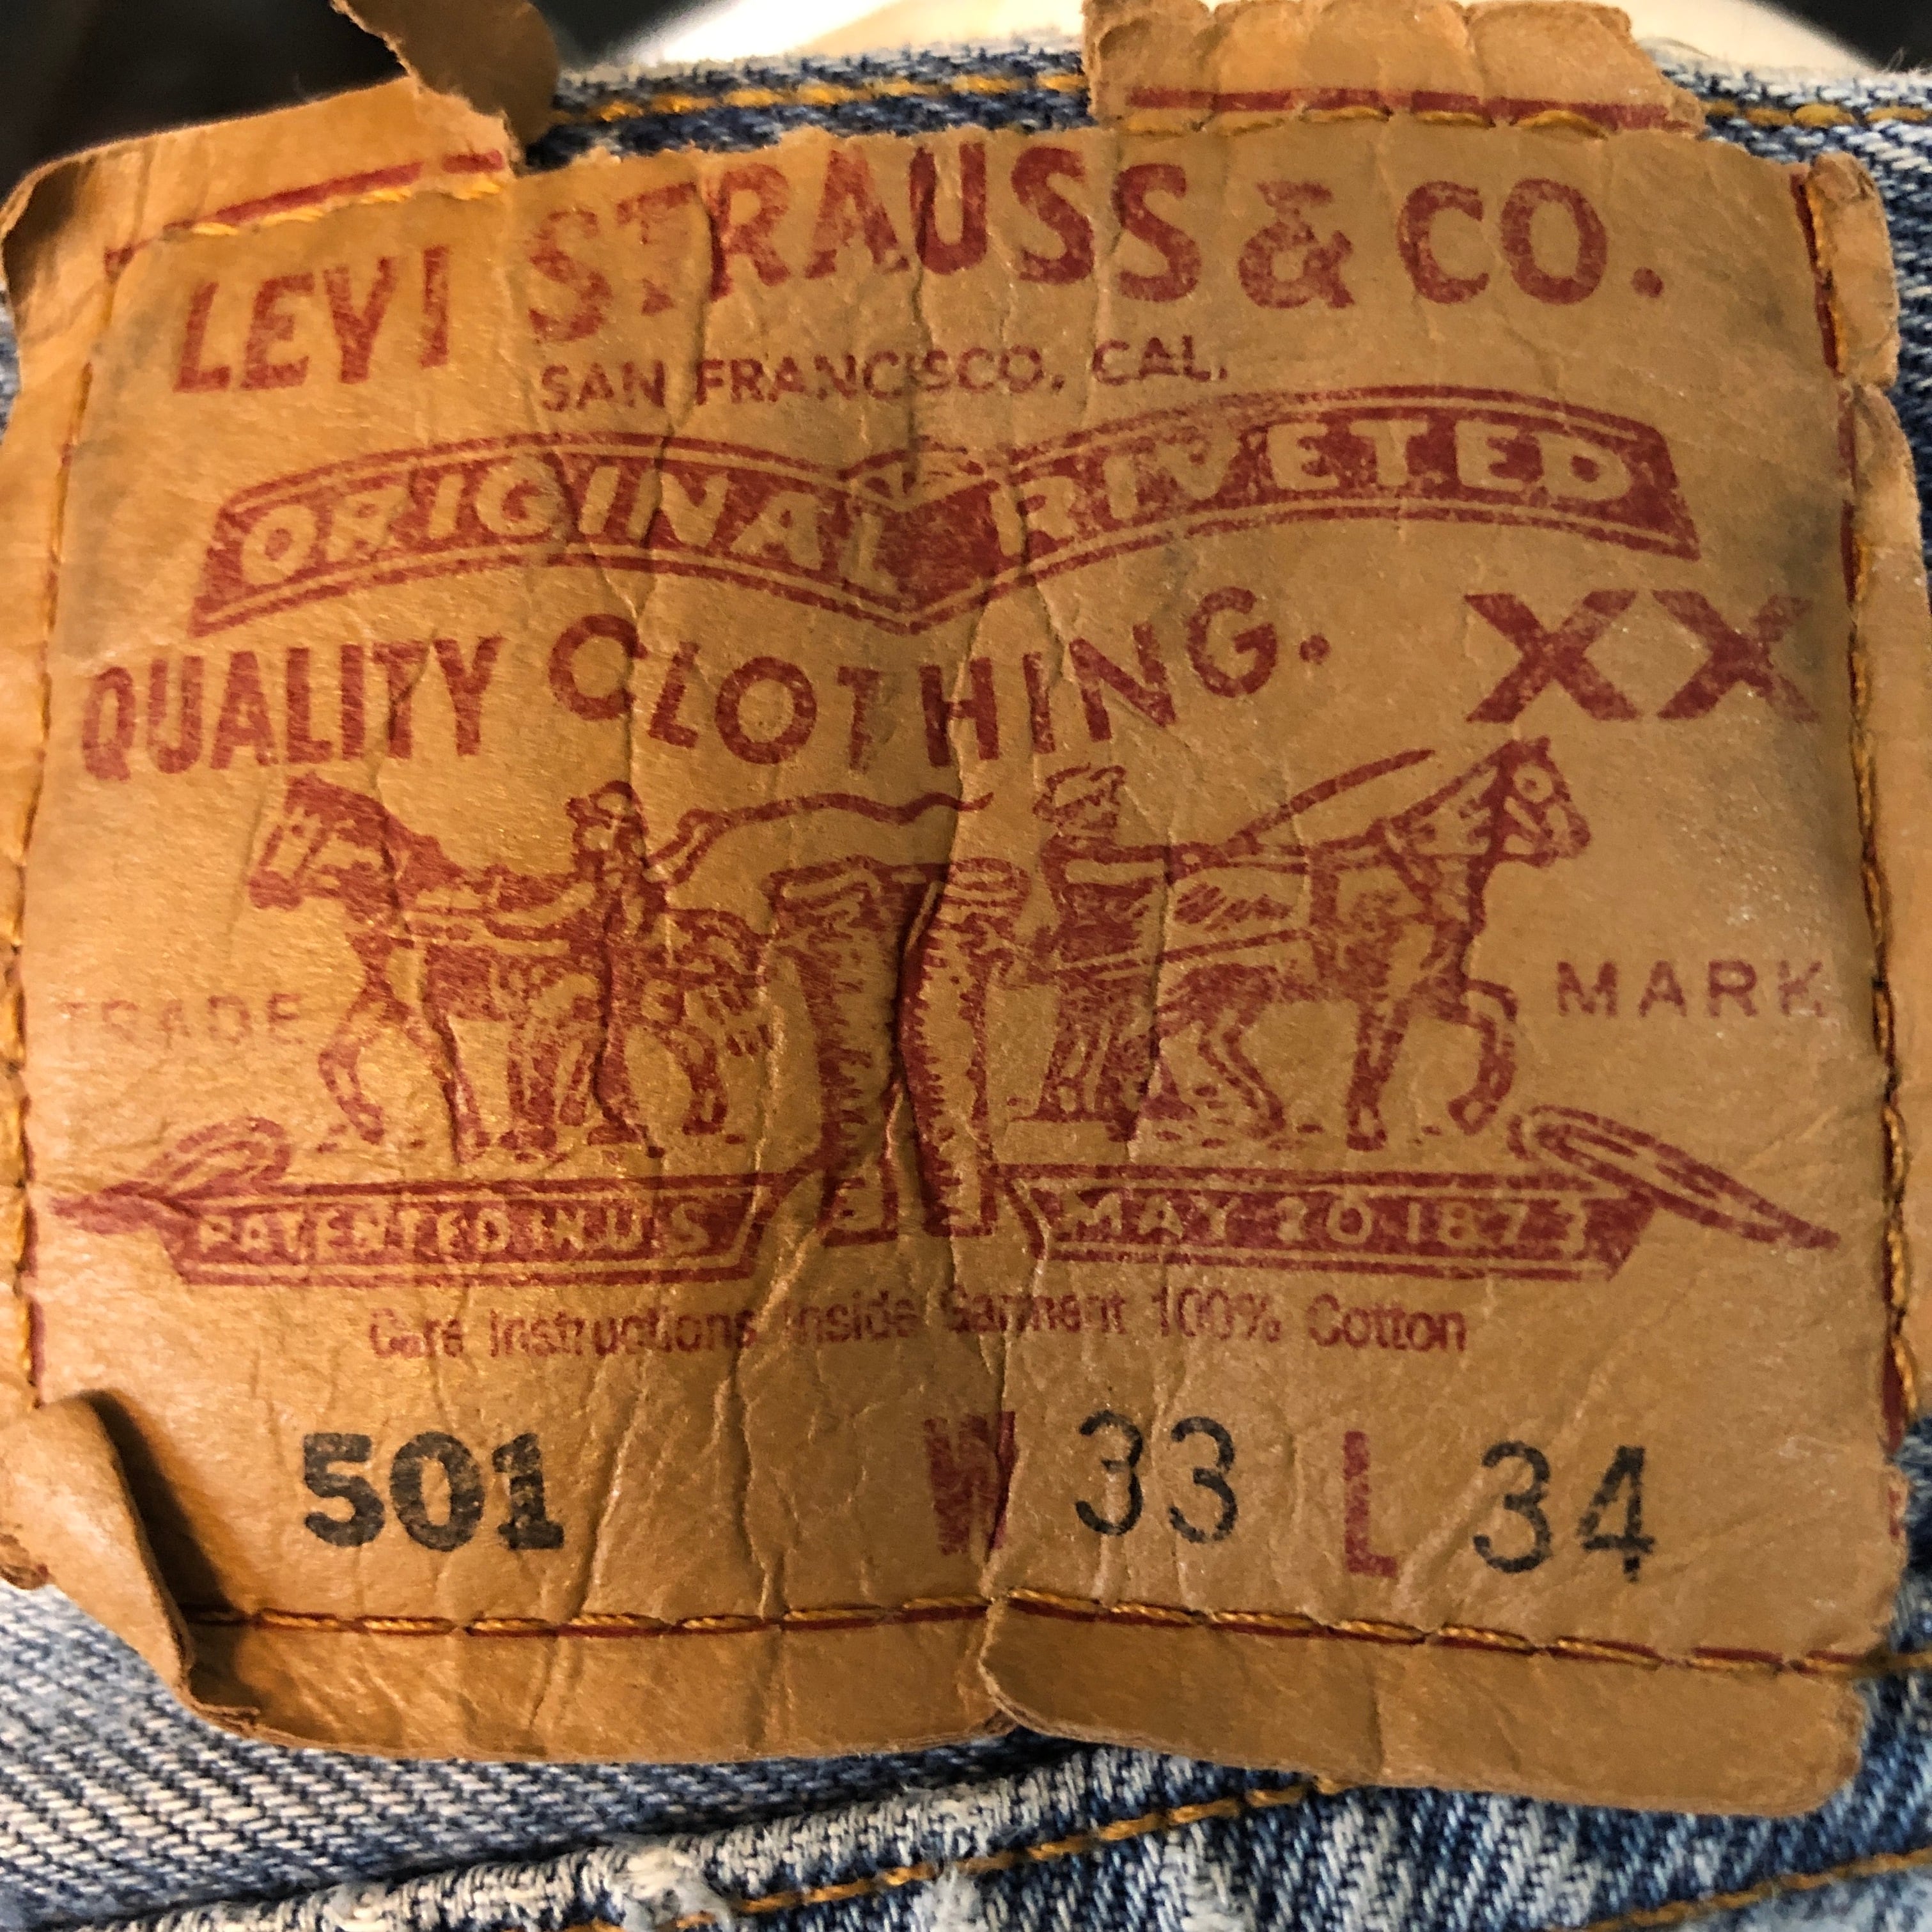 LEVI STRAUSS & CO.
SAN FRANCISCO, CAL.
ORIGINAL RIVETED
QUALITY CLOTHING. XX
TRADE MARK
PATENTED IN U.S MAY 20 1873
Care Instructions Inside Garment 100% Cotton
501 W 33 L 34